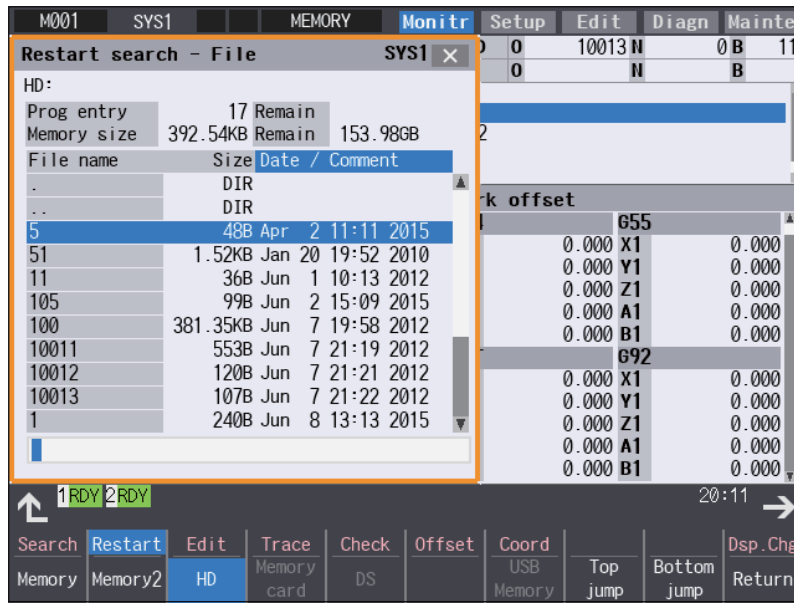 M001 SYS1 MEMORY Monitr Setup Edit Diagn Mainte
Restart search - File SYS1 ×
O 10013 N 0 B 11
O N B
HD:
Prog entry 17 Remain
Memory size 392.54KB Remain 153.98GB
2
File name Size Date / Comment
. DIR
.. DIR
rk offset
5 48B Apr 2 11:11 2015
G55
51 1.52KB Jan 20 19:52 2010
0.000 X1 0.000
11 36B Jun 1 10:13 2012
0.000 Y1 0.000
105 99B Jun 2 15:09 2015
0.000 Z1 0.000
100 381.35KB Jun 7 19:58 2012
0.000 A1 0.000
0.000 B1 0.000
10011 553B Jun 7 21:19 2012
G92
10012 120B Jun 7 21:21 2012
0.000 X1 0.000
10013 107B Jun 7 21:22 2012
0.000 Y1 0.000
1 240B Jun 8 13:13 2015
0.000 Z1 0.000
0.000 A1 0.000
0.000 B1 0.000
1 RDY 2 RDY 20:11
Search Restart Edit Trace Check Offset Coord Dsp.Chg
Memory Memory2 HD Memory card DS USB Memory Top jump Bottom jump Return